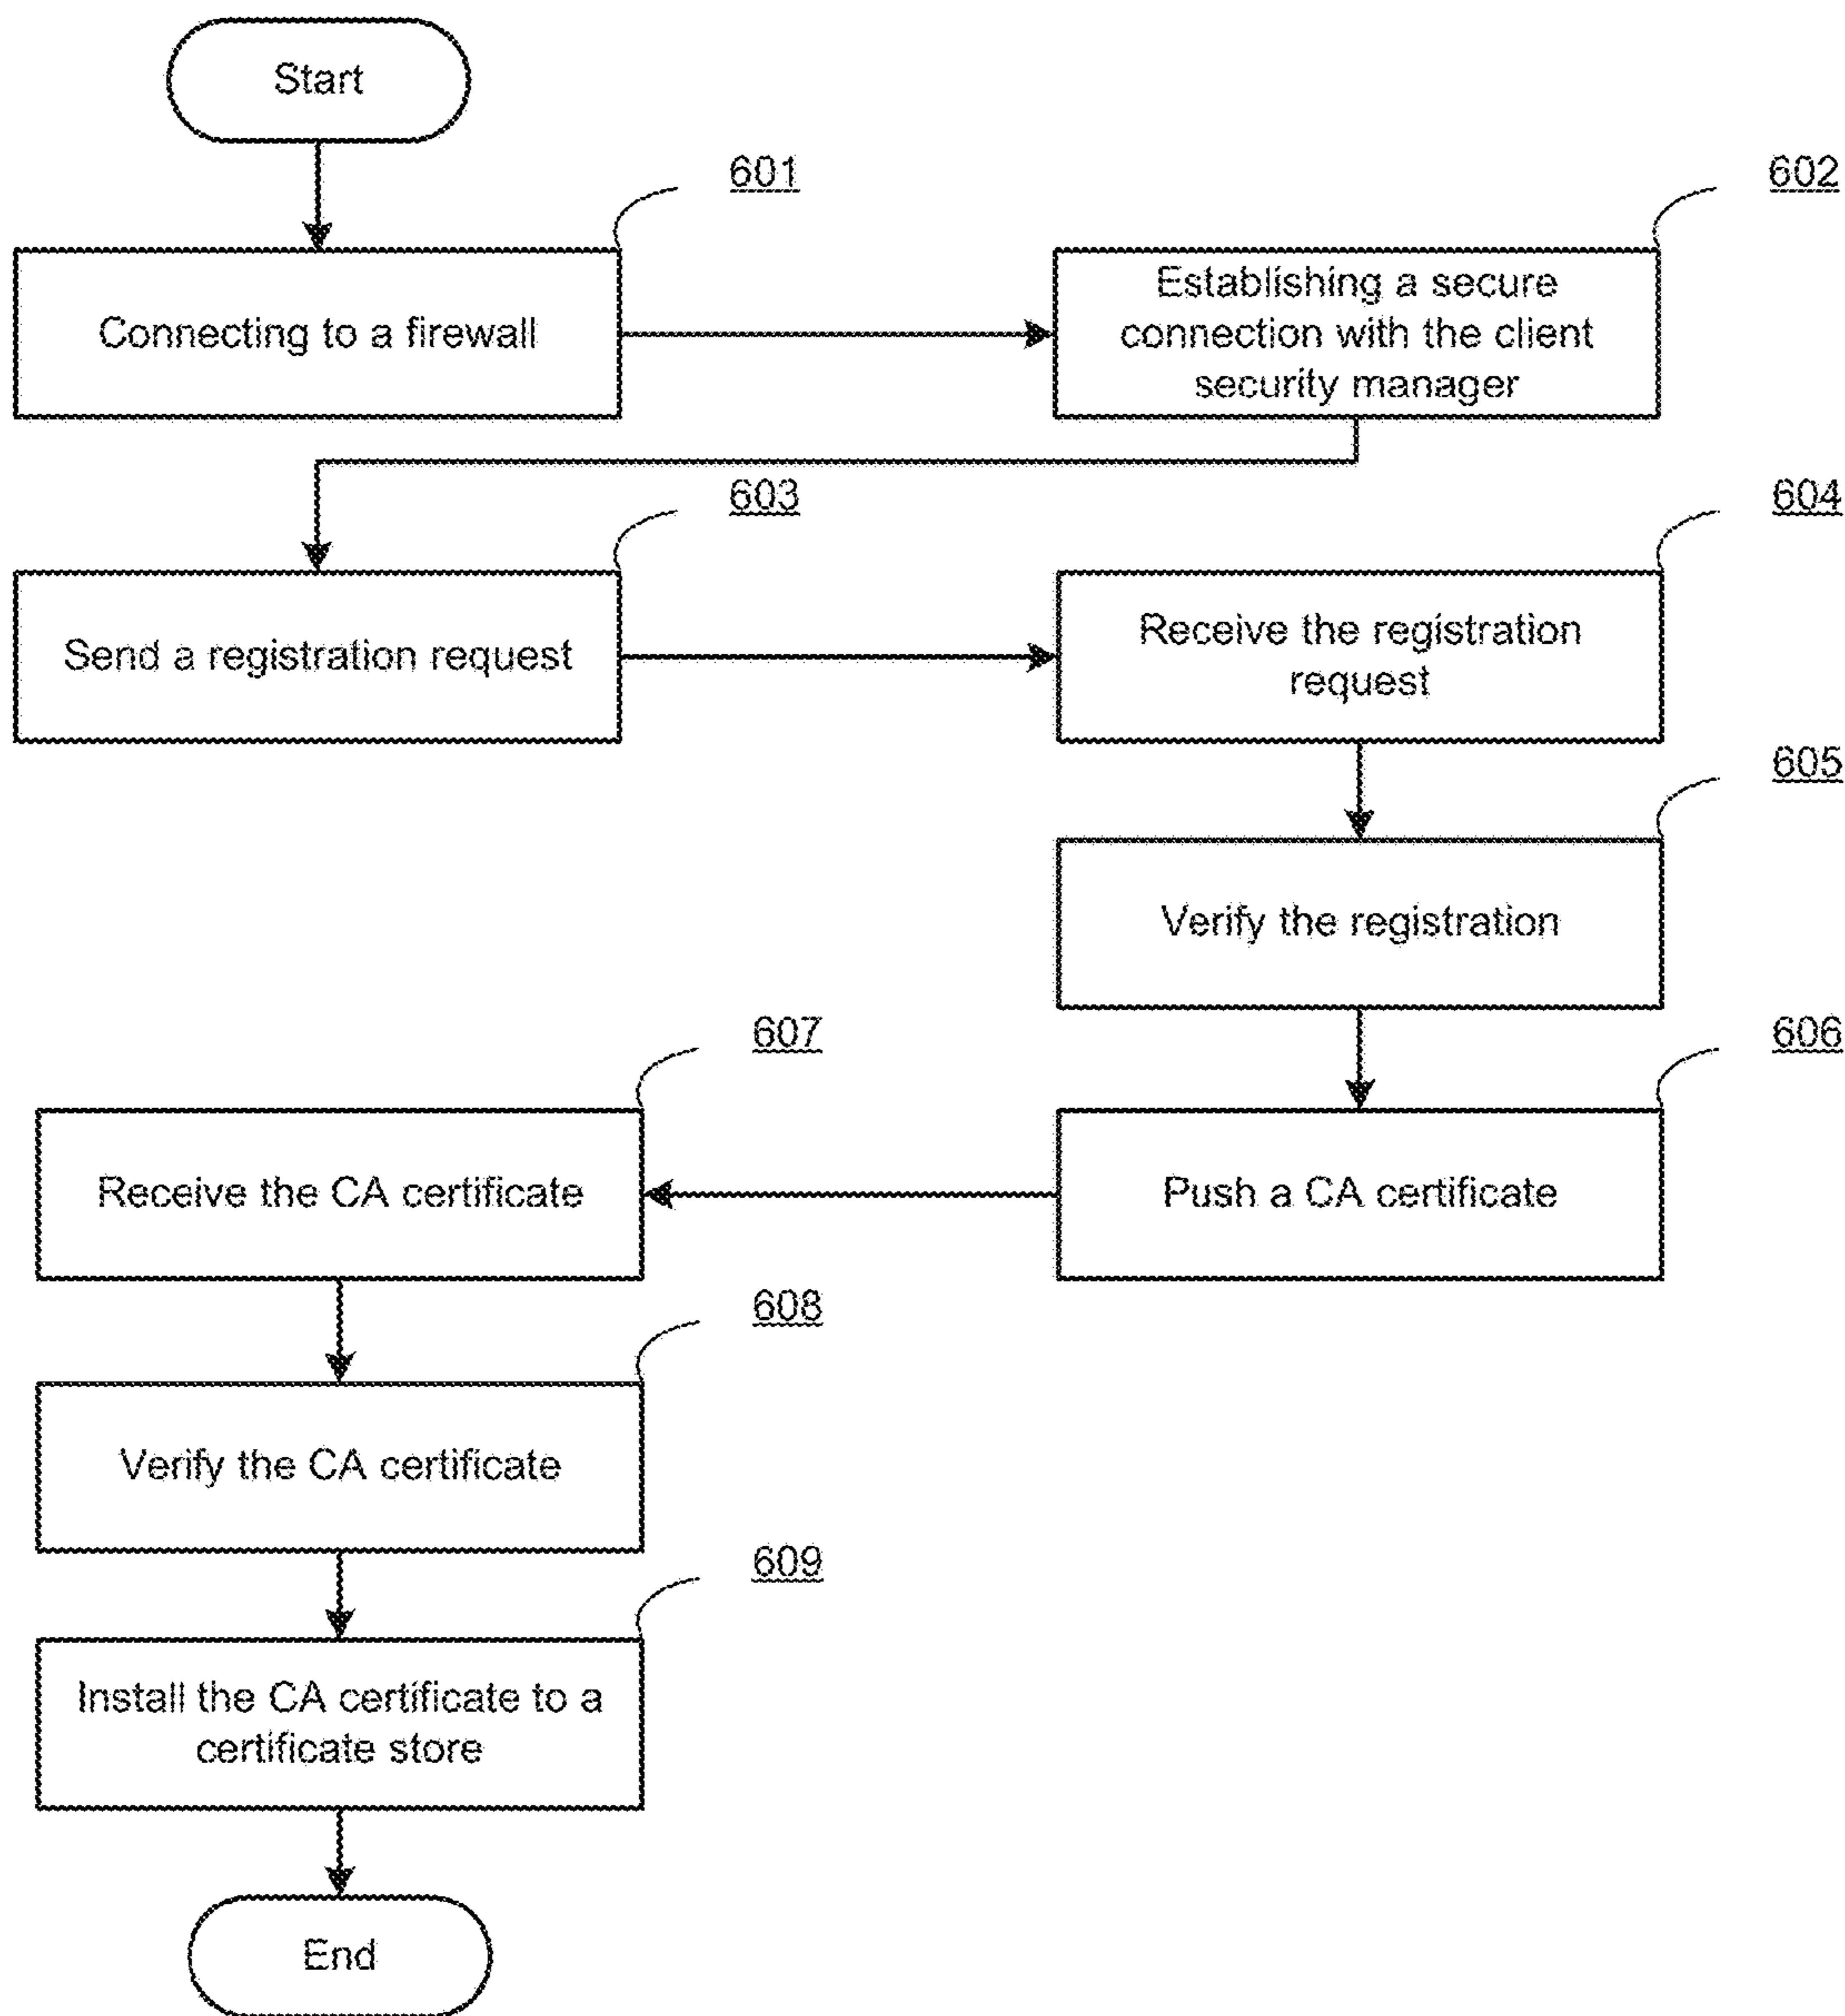 Start
601
602
Connecting to a firewall
Establishing a secure
connection with the client
security manager
603
604
Send a registration request
Receive the registration
request
605
Verify the registration
607
606
Receive the CA certificate
Push a CA certificate
608
Verify the CA certificate
609
Install the CA certificate to a
certificate store
End